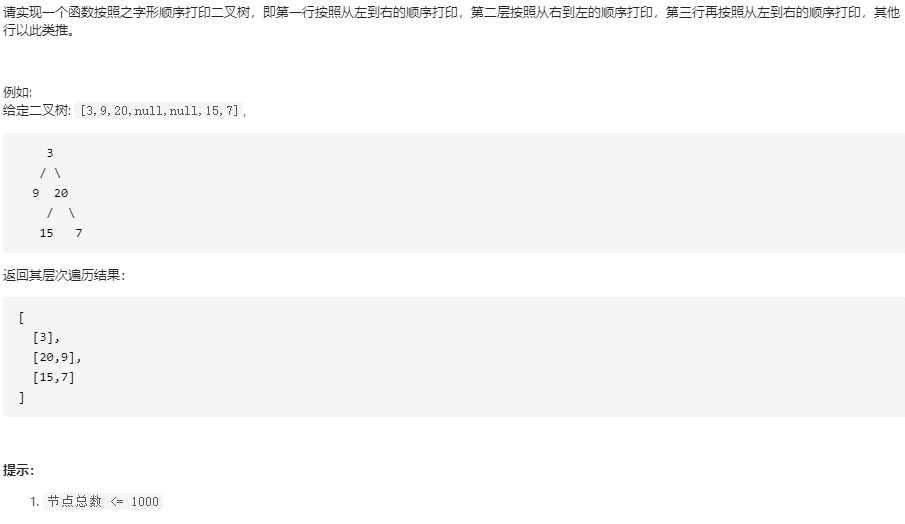 请实现一个函数按照之字形顺序打印二叉树，即第一行按照从左到右的顺序打印，第二层按照从右到左的顺序打印，第三行再按照从左到右的顺序打印，其他
行以此类推。
例如:
给定二叉树: [3,9,20,null,null,15,7],
3
/ \
9 20
/ \
15 7
返回其层次遍历结果：
[
[3],
[20,9],
[15,7]
]
提示：
1. 节点总数 <= 1000